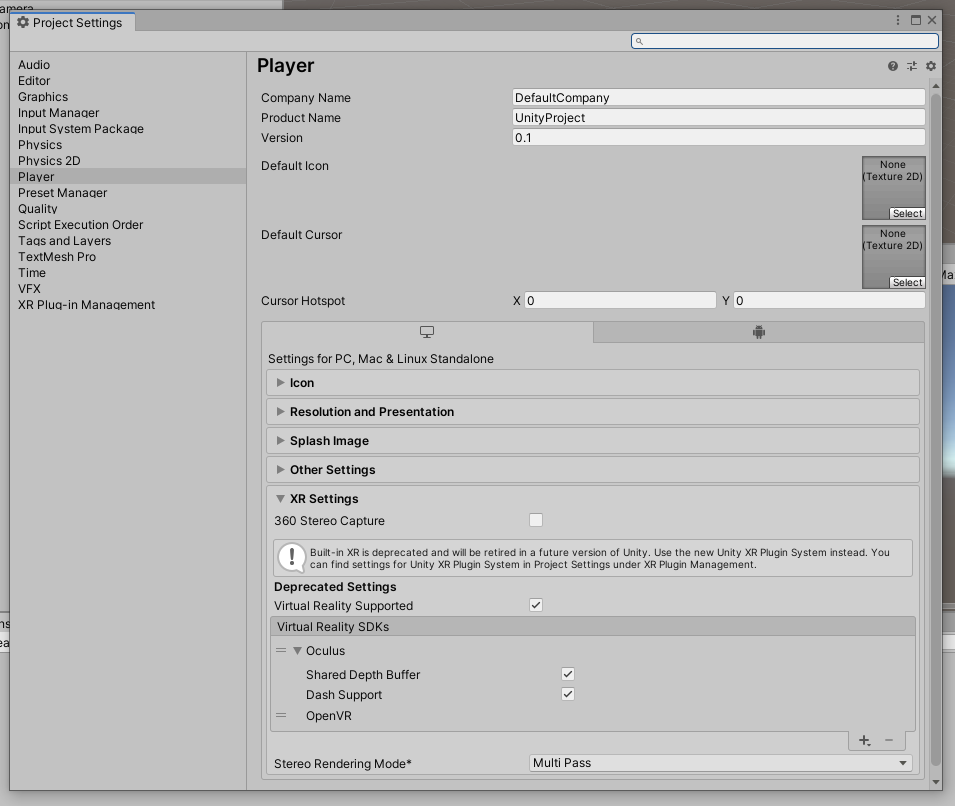 amera
Project Settings
Audio
Editor
Graphics
Input Manager
Input System Package
Physics
Physics 2D
Player
Preset Manager
Quality
Script Execution Order
Tags and Layers
TextMesh Pro
Time
VFX
XR Plug-in Management
Player
Company Name DefaultCompany
Product Name UnityProject
Version 0.1
Default Icon
None
(Texture 2D)
Select
Default Cursor
None
(Texture 2D)
Select
Cursor Hotspot X 0 Y 0
Settings for PC, Mac & Linux Standalone
Icon
Resolution and Presentation
Splash Image
Other Settings
XR Settings
360 Stereo Capture
Built-in XR is deprecated and will be retired in a future version of Unity. Use the new Unity XR Plugin System instead. You
can find settings for Unity XR Plugin System in Project Settings under XR Plugin Management.
Deprecated Settings
Virtual Reality Supported
Virtual Reality SDKs
Oculus
Shared Depth Buffer
Dash Support
OpenVR
Stereo Rendering Mode* Multi Pass